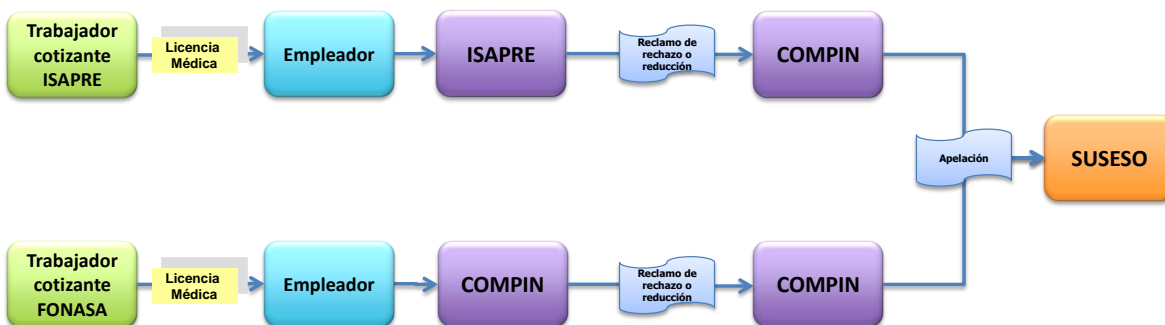 Trabajador
cotizante
ISAPRE
Licencia
Médica
Empleador
ISAPRE
Reclamo de
rechazo o
reducción
COMPIN
Apelación
SUSESO
Trabajador
cotizante
FONASA
Licencia
Médica
Empleador
COMPIN
Reclamo de
rechazo o
reducción
COMPIN